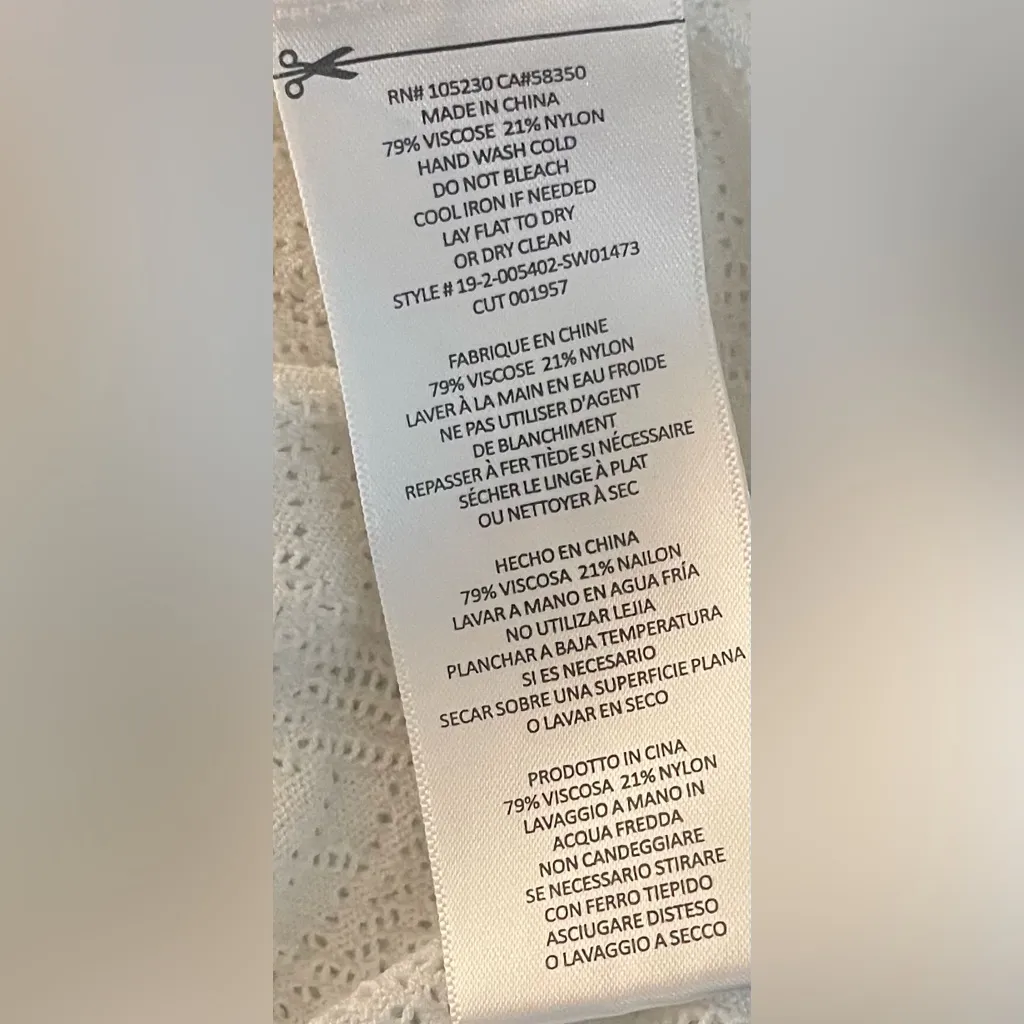 RN# 105230 CA#58350
MADE IN CHINA
79% VISCOSE 21% NYLON
HAND WASH COLD
DO NOT BLEACH
COOL IRON IF NEEDED
LAY FLAT TO DRY
OR DRY CLEAN
STYLE # 19-2-005402-SW01473
CUT 001957
FABRIQUE EN CHINE
79% VISCOSE 21% NYLON
LAVER À LA MAIN EN EAU FROIDE
NE PAS UTILISER D'AGENT
DE BLANCHIMENT
REPASSER À FER TIÈDE SI NÉCESSAIRE
SÉCHER LE LINGE À PLAT
OU NETTOYER À SEC
HECHO EN CHINA
79% VISCOSA 21% NAILON
LAVAR A MANO EN AGUA FRÍA
NO UTILIZAR LEJIA
PLANCHAR A BAJA TEMPERATURA
SI ES NECESARIO
SECAR SOBRE UNA SUPERFICIE PLANA
O LAVAR EN SECO
PRODOTTO IN CINA
79% VISCOSA 21% NYLON
LAVAGGIO A MANO IN
ACQUA FREDDA
NON CANDEGGIARE
SE NECESSARIO STIRARE
CON FERRO TIEPIDO
ASCIUGARE DISTESO
O LAVAGGIO A SECCO